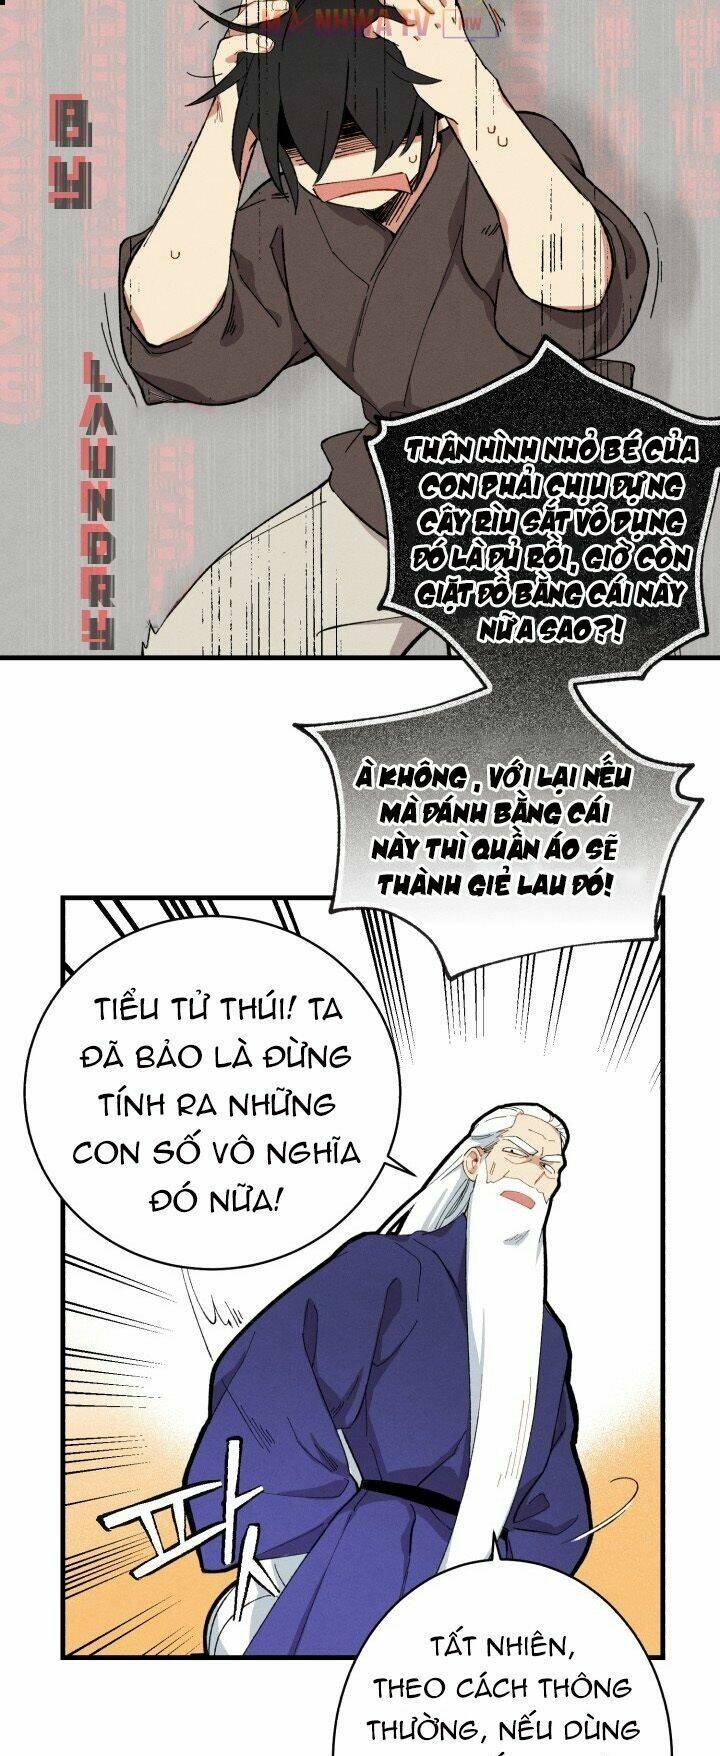 MANHWATV
BY
LAUNDRY
THÂN HÌNH NHỎ BÉ CỦA
CON PHẢI CHỊU ĐỰNG
CÂY RÌU SẮT VÔ DỤNG
ĐÓ LÀ ĐỦ RỒI, GIỜ CÒN
GIẶT ĐỒ BẰNG CÁI NÀY
NỮA SAO?!
À KHÔNG, VỚI LẠI NẾU
MÀ ĐÁNH BẰNG CÁI
NÀY THÌ QUẦN ÁO SẼ
THÀNH GIẺ LAU ĐÓ!
TIỂU TỬ THÚI! TA
ĐÃ BẢO LÀ ĐỪNG
TÍNH RA NHỮNG
CON SỐ VÔ NGHĨA
ĐÓ NỮA!
파악
TẤT NHIÊN,
THEO CÁCH THÔNG
THƯỜNG, NẾU DÙNG